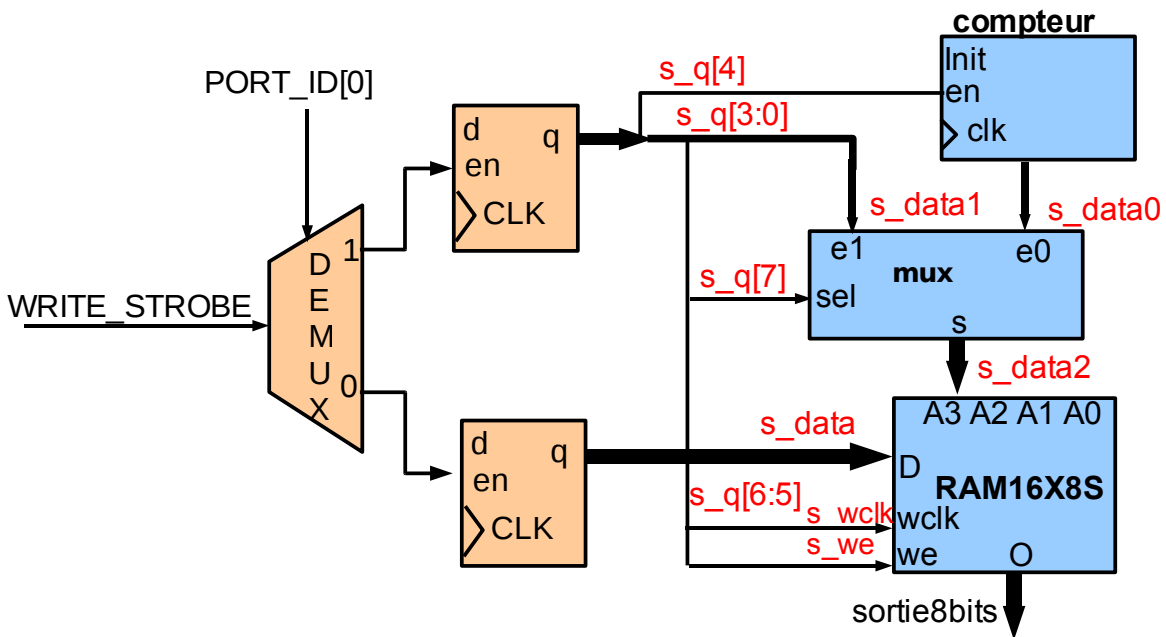 compteur
Init
en
clk
s_q[4]
s_q[3:0]
PORT_ID[0]
d
q
en
CLK
s_data1
s_data0
1
D
E
M
U
X
0
WRITE_STROBE
e1
e0
mux
s_q[7]
sel
s
s_data2
A3 A2 A1 A0
s_data
D
RAM16X8S
d
q
en
CLK
s_q[6:5]
s_wclk
wclk
s_we
we
O
sortie8bits